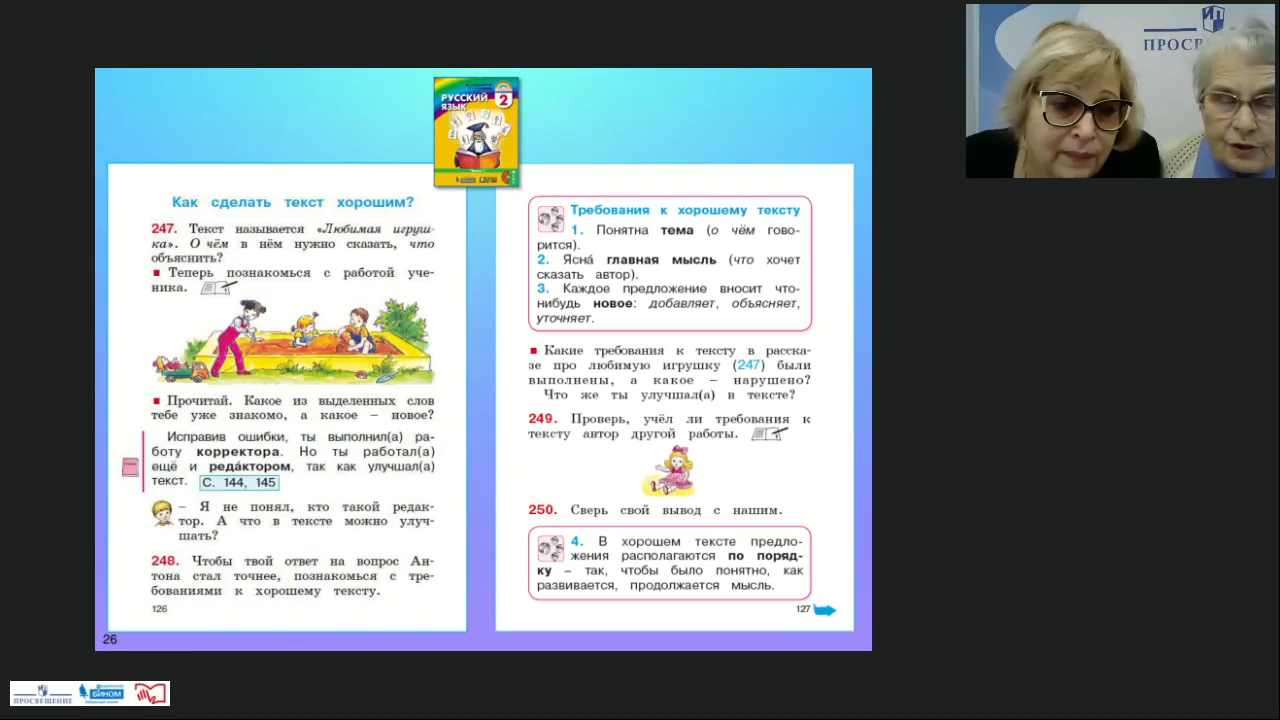 ПРОСВ
РУССКИЙ
ЯЗЫК
2
Как сделать текст хорошим?
247. Текст называется «Любимая игруш-
ка». О чём в нём нужно сказать, что
объяснить?
Теперь познакомься с работой уче-
ника.
Прочитай. Какое из выделенных слов
тебе уже знакомо, а какое – новое?
Исправив ошибки, ты выполнил(а) ра-
боту корректора. Но ты работал(а)
ещё и реда́ктором, так как улучшал(а)
текст. С. 144, 145
– Я не понял, кто такой редак-
тор. А что в тексте можно улуч-
шать?
248. Чтобы твой ответ на вопрос Ан-
тона стал точнее, познакомься с тре-
бованиями к хорошему тексту.
126
Требования к хорошему тексту
1. Понятна тема (о чём гово-
рится).
2. Ясна́ главная мысль (что хочет
сказать автор).
3. Каждое предложение вносит что-
нибудь новое: добавляет, объясняет,
уточняет.
Какие требования к тексту в расска-
зе про любимую игрушку (247) были
выполнены, а какое – нарушено?
Что же ты улучшал(а) в тексте?
249. Проверь, учёл ли требования к
тексту автор другой работы.
250. Сверь свой вывод с нашим.
4. В хорошем тексте предло-
жения располагаются по поряд-
ку – так, чтобы было понятно, как
развивается, продолжается мысль.
127
26
ПРОСВЕЩЕНИЕ
БИНОМ